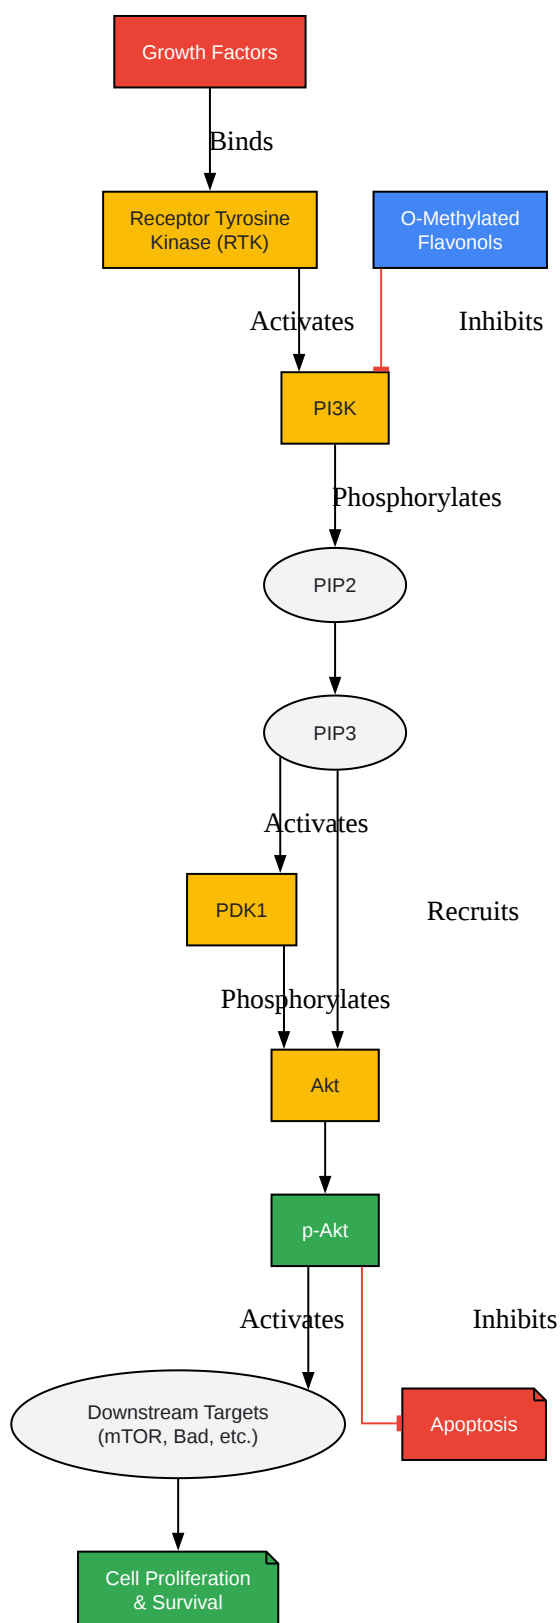 Growth Factors
Binds
Receptor Tyrosine
Kinase (RTK)
O-Methylated
Flavonols
Activates
Inhibits
PI3K
Phosphorylates
PIP2
PIP3
Activates
PDK1
Recruits
Phosphorylates
Akt
p-Akt
Activates
Inhibits
Downstream Targets
(mTOR, Bad, etc.)
Apoptosis
Cell Proliferation
& Survival